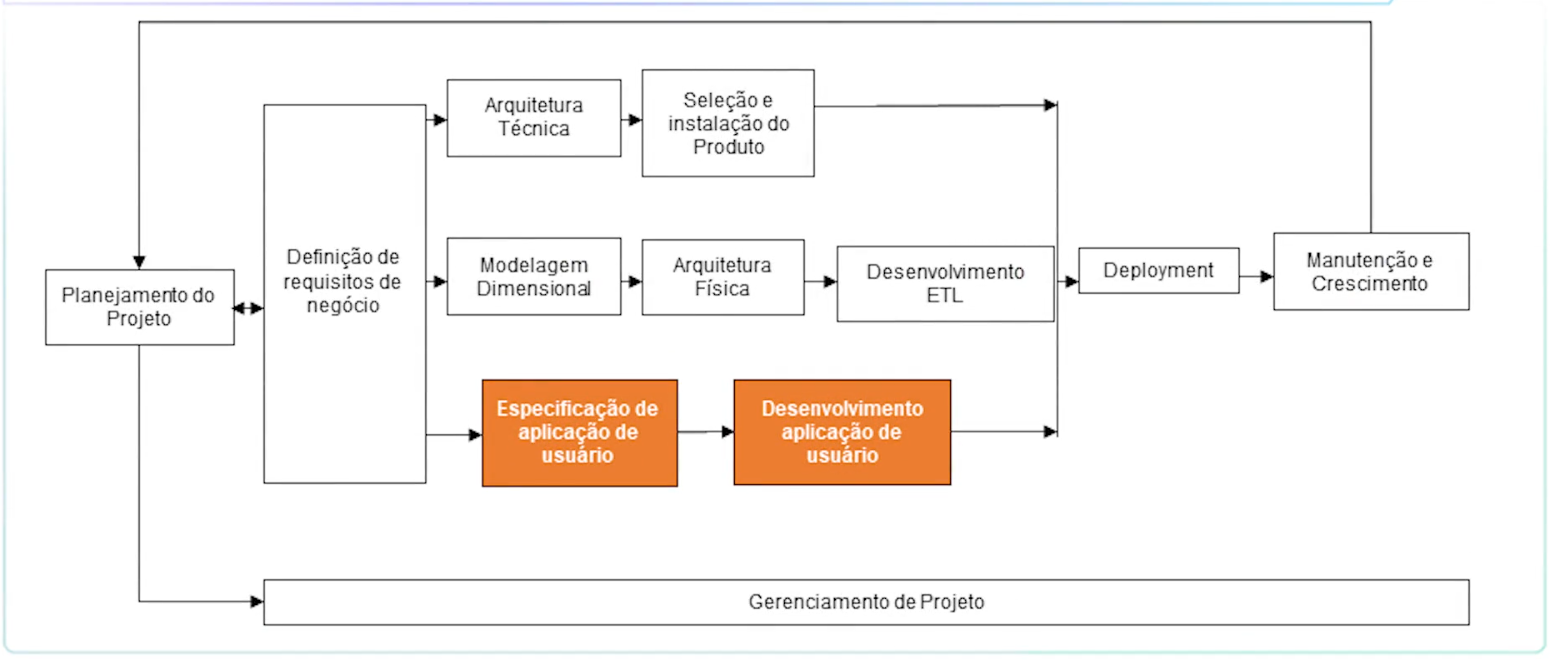 Arquitetura
Técnica
Seleção e
instalação do
Produto
Definição de
requisitos de
negócio
Modelagem
Dimensional
Arquitetura
Física
Desenvolvimento
ETL
Deployment
Manutenção e
Crescimento
Planejamento do
Projeto
Especificação de
aplicação de
usuário
Desenvolvimento
aplicação de
usuário
Gerenciamento de Projeto